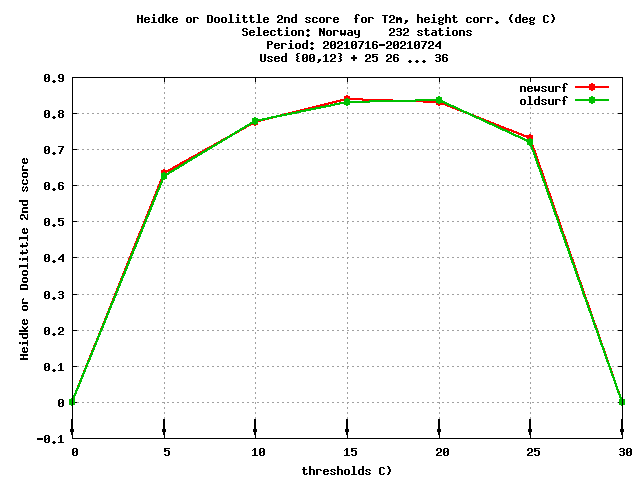 Heidke or Doolittle 2nd score  for T2m, height corr. (deg C)
Selection: Norway    232 stations
Period: 20210716-20210724
Used {00,12} + 25 26 ... 36
newsurf
oldsurf
Heidke or Doolittle 2nd score
0.9
0.8
0.7
0.6
0.5
0.4
0.3
0.2
0.1
0
-0.1
0 5 10 15 20 25 30
thresholds C)